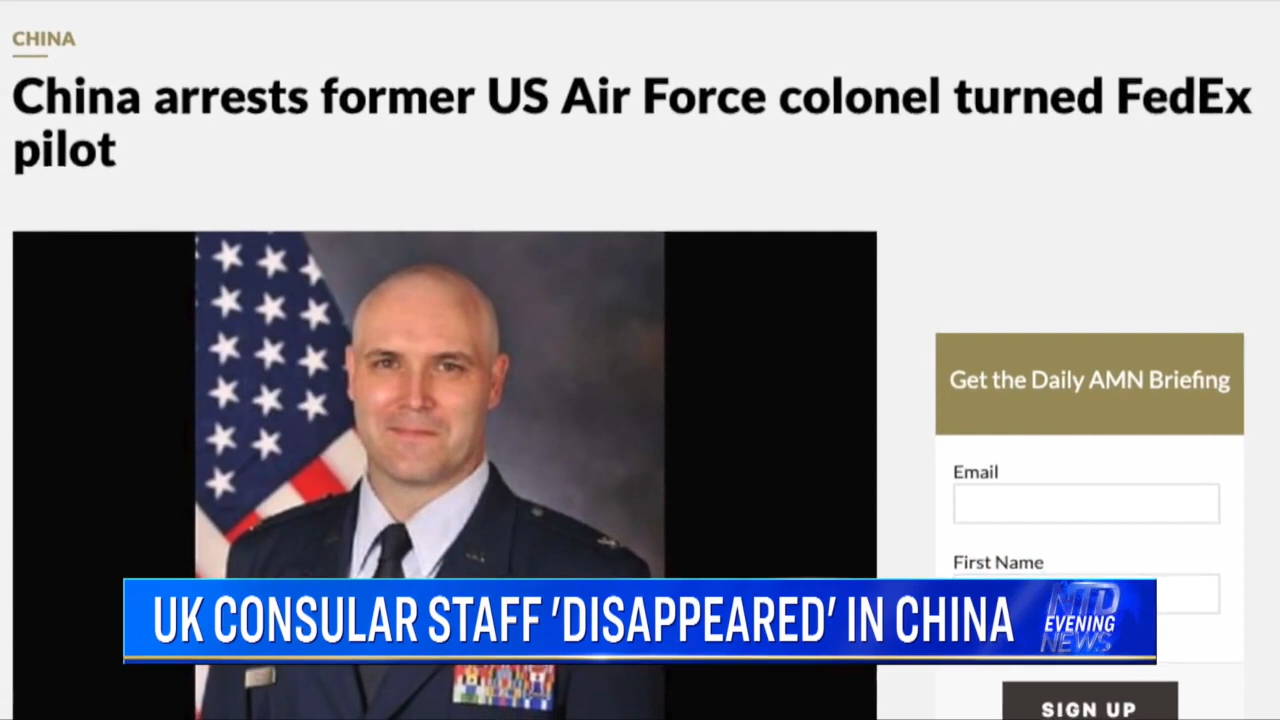 CHINA
China arrests former US Air Force colonel turned FedEx
pilot
Get the Daily AMN Briefing
Email
First Name
UK CONSULAR STAFF 'DISAPPEARED' IN CHINA
NTD
EVENING
NEWS
SIGN UP